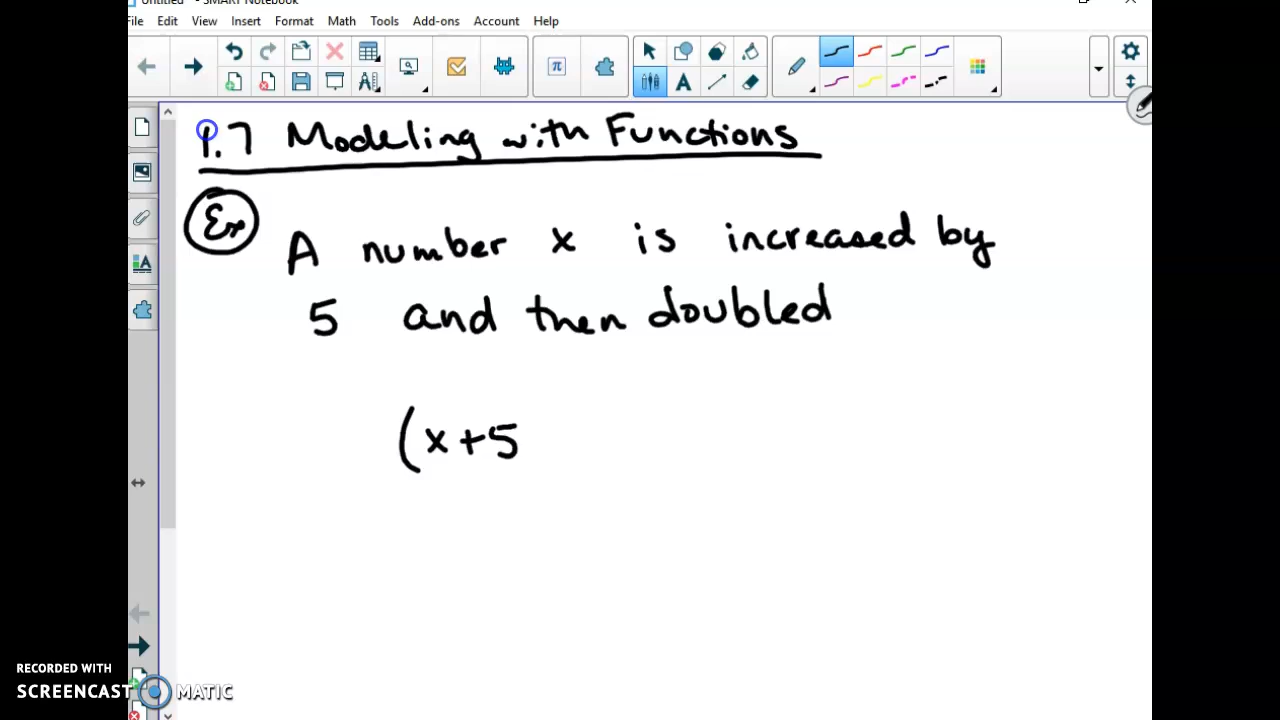 Untitled * - SMART Notebook
File Edit View Insert Format Math Tools Add-ons Account Help
1.7 Modeling with Functions
Ex
A number x is increased by
5 and then doubled
(x+5
RECORDED WITH
SCREENCAST MATIC